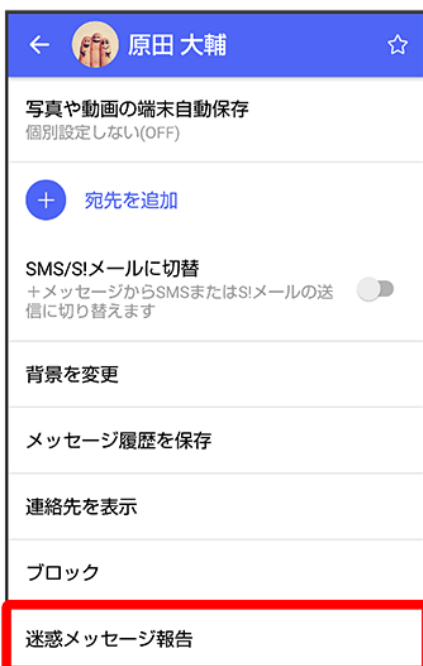 原田 大輔
写真や動画の端末自動保存
個別設定しない(OFF)
宛先を追加
SMS/S!メールに切替
＋メッセージからSMSまたはS!メールの送
信に切り替えます
背景を変更
メッセージ履歴を保存
連絡先を表示
ブロック
迷惑メッセージ報告